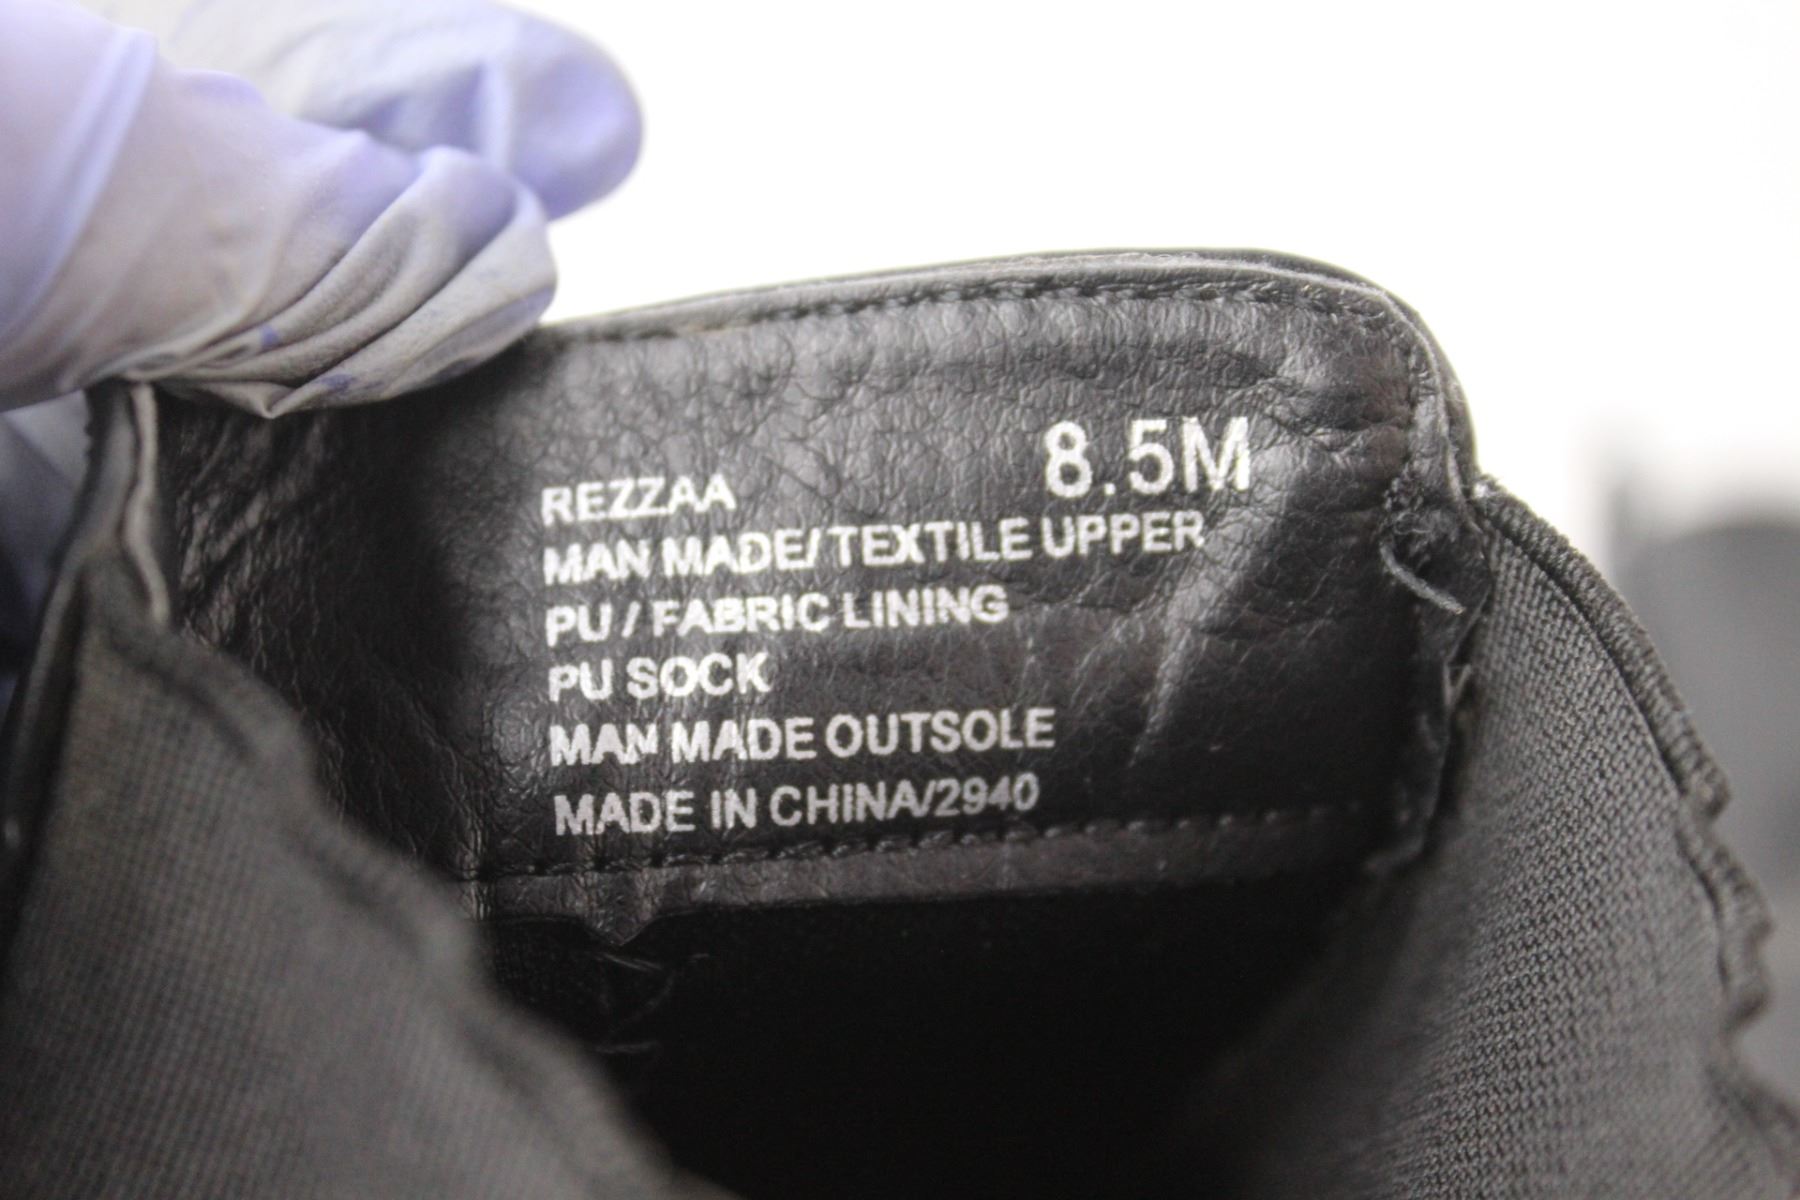 REZZAA 8.5M
MAN MADE/ TEXTILE UPPER
PU / FABRIC LINING
PU SOCK
MAN MADE OUTSOLE
MADE IN CHINA/2940